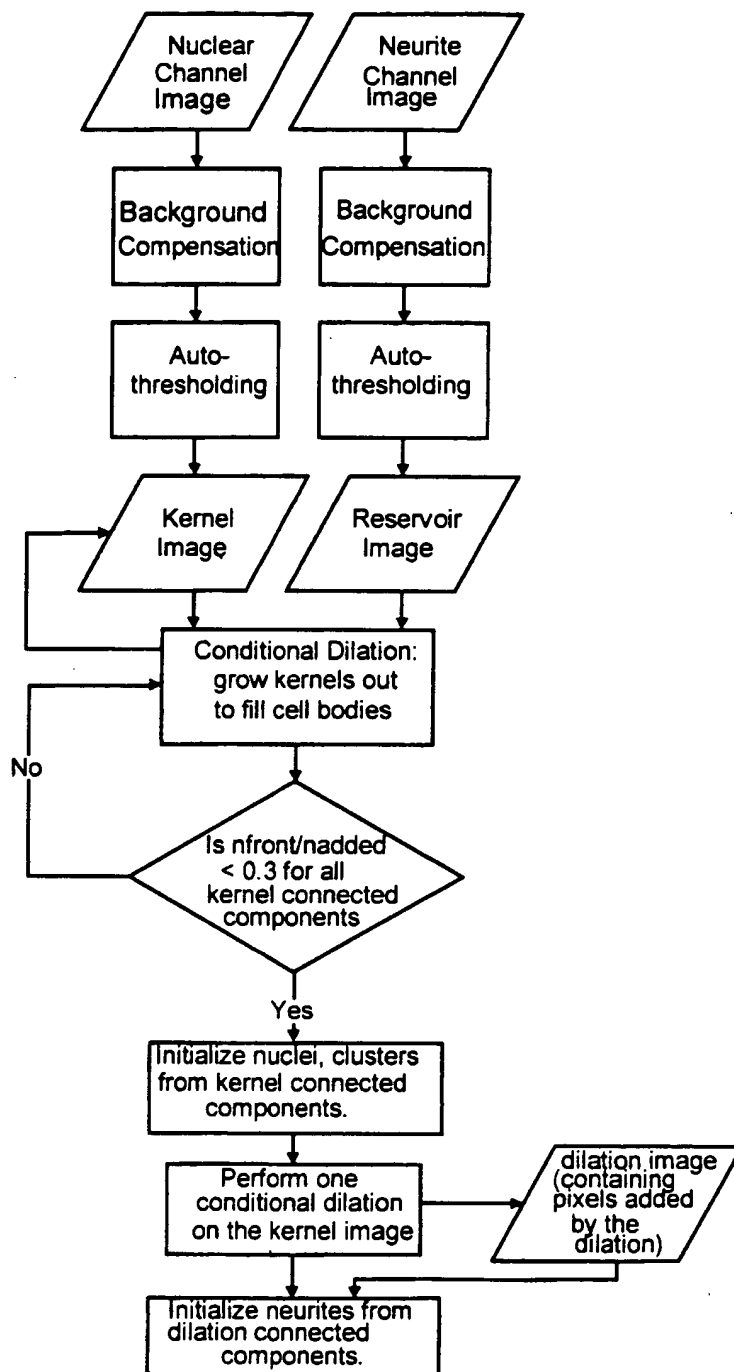 Nuclear
Channel
Image
Neurite
Channel
Image
Background
Compensation
Background
Compensation
Auto-
thresholding
Auto-
thresholding
Kernel
Image
Reservoir
Image
Conditional Dilation:
grow kernels out
to fill cell bodies
No
Is nfront/nadded
< 0.3 for all
kernel connected
components
Yes
Initialize nuclei, clusters
from kernel connected
components.
Perform one
conditional dilation
on the kernel image
dilation image
(containing
pixels added
by the
dilation)
Initialize neurites from
dilation connected
components.